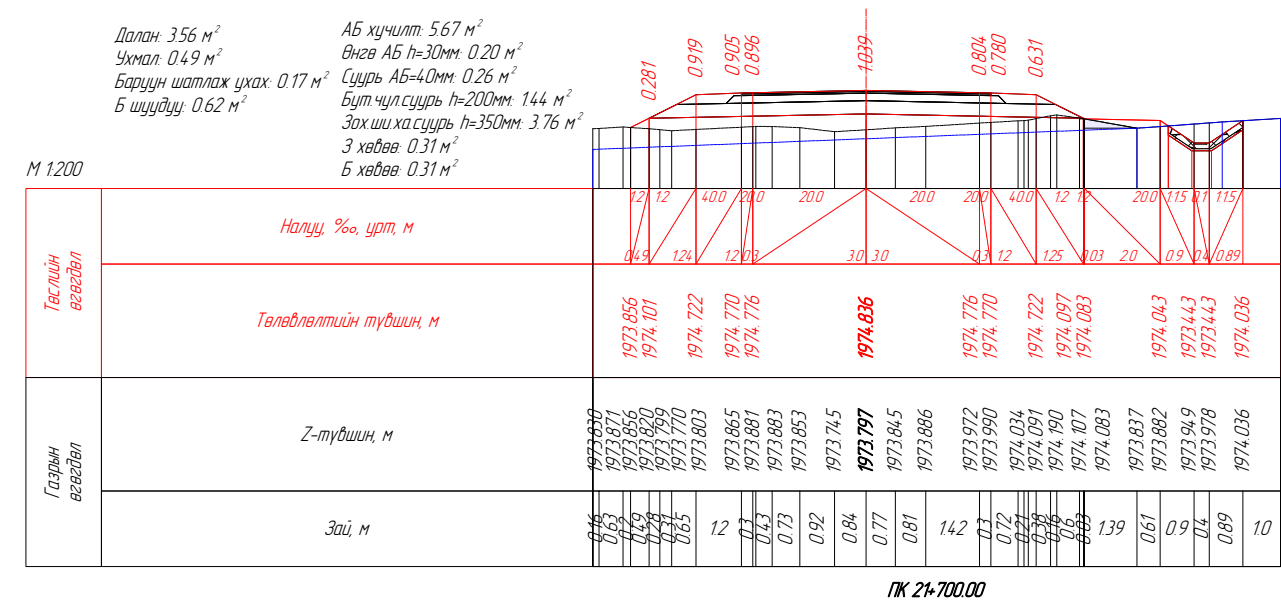 Далан: 3.56 м²
Ухмал: 0.49 м²
Баруун шатлаж ухах: 0.17 м²
Б шуудуу: 0.62 м²
АБ хучилт: 5.67 м²
Өнгө АБ h=30мм: 0.20 м²
Суурь АБ=40мм: 0.26 м²
Бут.чул.суурь h=200мм: 1.44 м²
Зох.ши.ха.суурь h=350мм: 3.76 м²
З хөвөө: 0.31 м²
Б хөвөө: 0.31 м²
0.281 0.919 0.905 0.896 1.039 0.804 0.780 0.631
М 1:200
Төслийн өгөгдөл
Налуу, ‰, урт, м
1:2 1:2 40.0 20.0 20.0 20.0 20.0 40.0 1:2 1:2 20.0 1:1.5 0.1 1:1.5
0.49 1.24 1.2 0.3 3.0 3.0 0.3 1.2 1.25 0.03 2.0 0.9 0.4 0.89
Төлөвлөлтийн түвшин, м
1973.856 1974.101 1974.722 1974.770 1974.776 1974.836 1974.776 1974.770 1974.722 1974.097 1974.083 1974.043 1973.443 1973.443 1974.036
Газрын өгөгдөл
Z-түвшин, м
1973.830 1973.871 1973.856 1973.820 1973.799 1973.770 1973.803 1973.865 1973.881 1973.883 1973.853 1973.745 1973.797 1973.845 1973.886 1973.972 1973.990 1974.034 1974.091 1974.190 1974.107 1974.083 1973.837 1973.882 1973.949 1973.978 1974.036
Зай, м
0.16 0.63 0.2 0.49 0.28 0.31 0.65 1.2 0.3 0.43 0.73 0.92 0.84 0.77 0.81 1.42 0.3 0.72 0.21 0.38 0.16 0.6 0.03 1.39 0.61 0.9 0.4 0.89 1.0
ПК 21+700.00